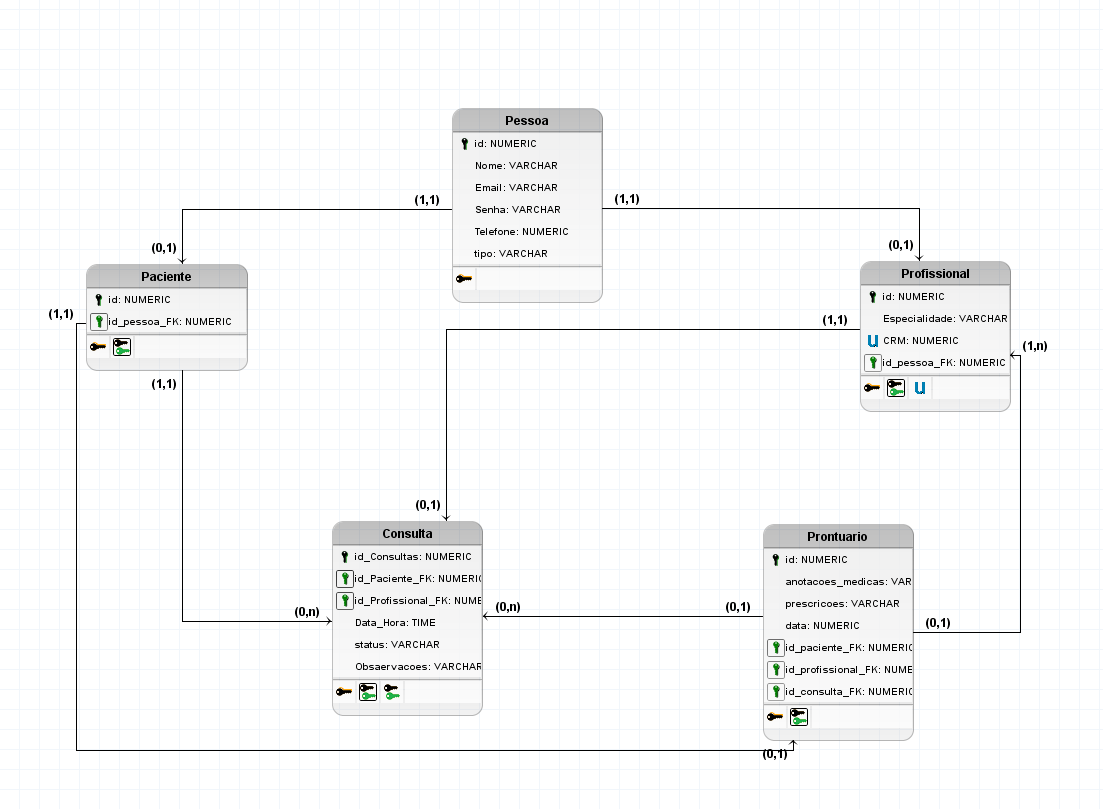 Pessoa
id: NUMERIC
Nome: VARCHAR
Email: VARCHAR
Senha: VARCHAR
Telefone: NUMERIC
tipo: VARCHAR
(1,1)
(1,1)
(0,1)
(0,1)
Paciente
id: NUMERIC
id_pessoa_FK: NUMERIC
(1,1)
(1,1)
Profissional
id: NUMERIC
Especialidade: VARCHAR
U CRM: NUMERIC
id_pessoa_FK: NUMERIC
U
(1,1)
(1,n)
(0,1)
Consulta
id_Consultas: NUMERIC
id_Paciente_FK: NUMERIC
id_Profissional_FK: NUME
Data_Hora: TIME
status: VARCHAR
Obsaervacoes: VARCHAR
(0,n)
(0,n)
(0,1)
Prontuario
id: NUMERIC
anotacoes_medicas: VAR
prescricoes: VARCHAR
data: NUMERIC
id_paciente_FK: NUMERIC
id_profissional_FK: NUME
id_consulta_FK: NUMERIC
(0,1)
(0,1)